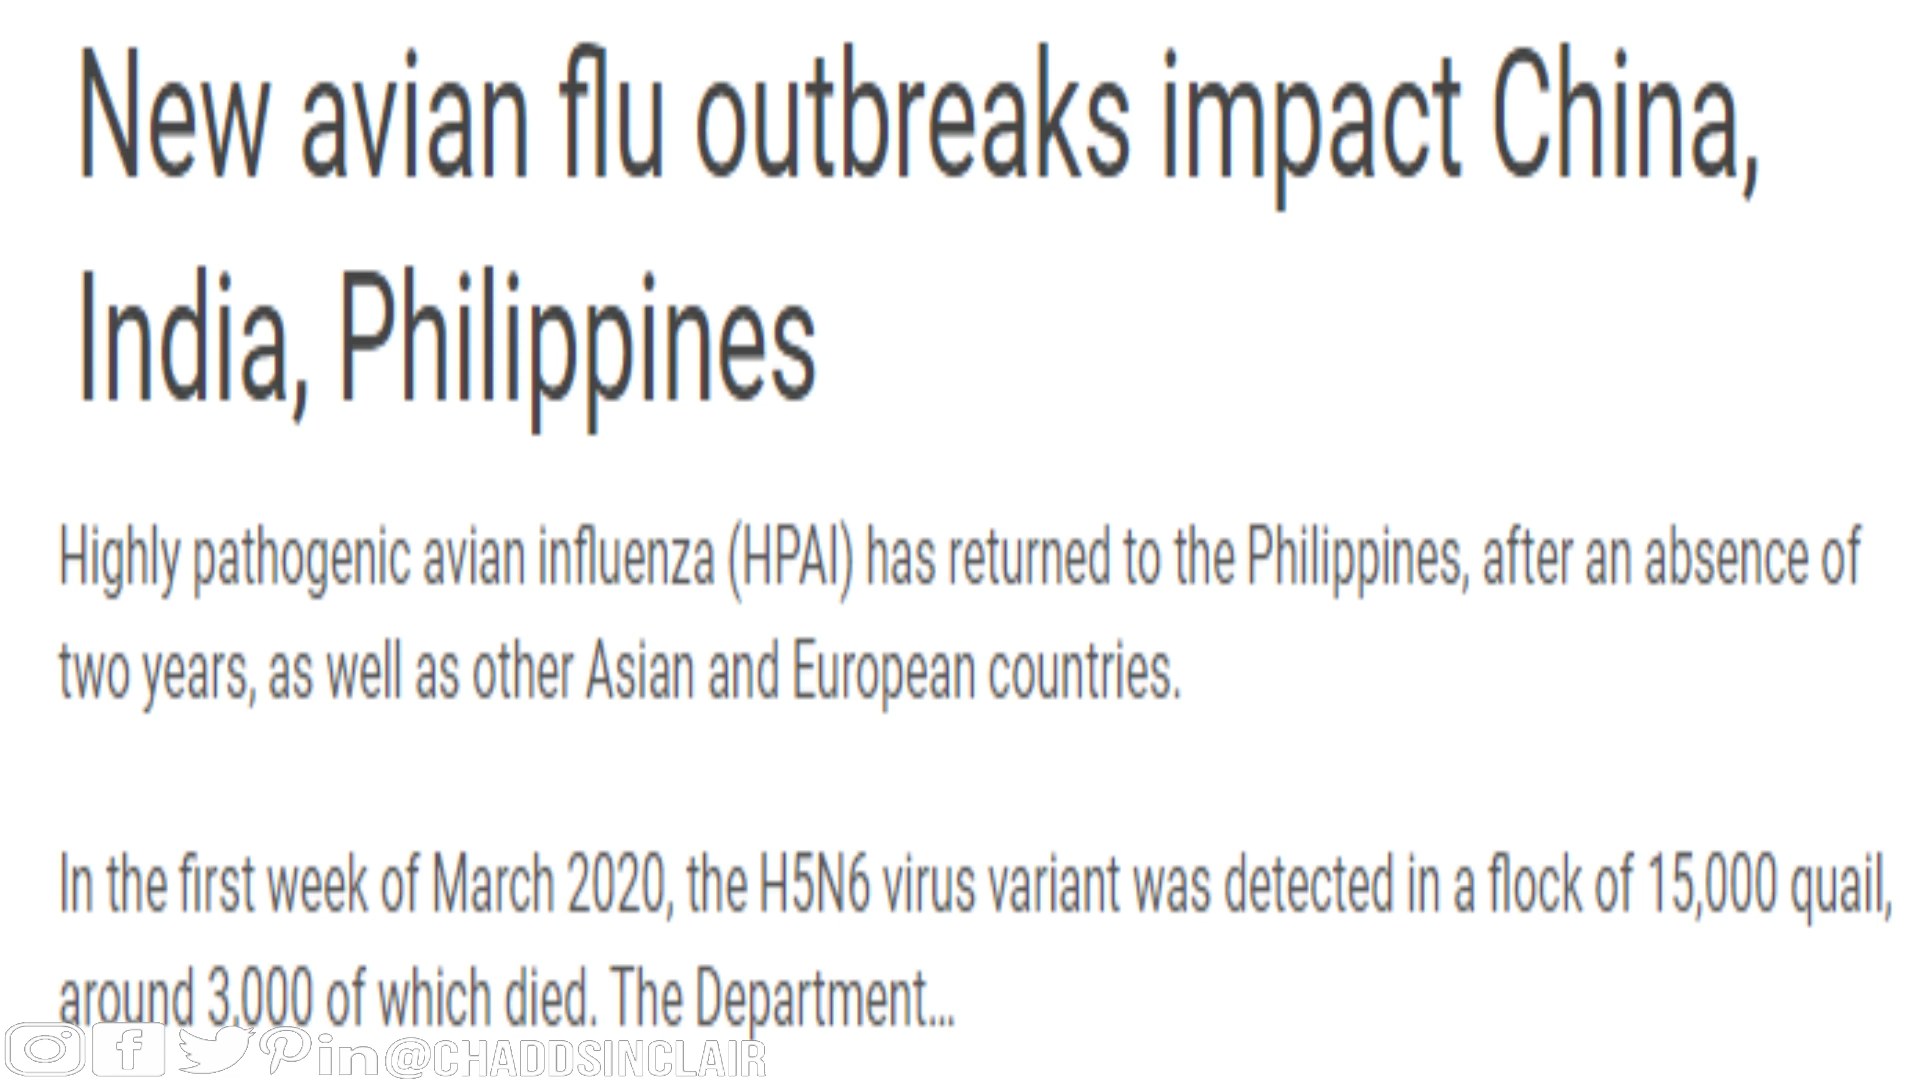 New avian flu outbreaks impact China,
India, Philippines
Highly pathogenic avian influenza (HPAI) has returned to the Philippines, after an absence of
two years, as well as other Asian and European countries.
In the first week of March 2020, the H5N6 virus variant was detected in a flock of 15,000 quail,
around 3,000 of which died. The Department...
@CHADDSINCLAIR